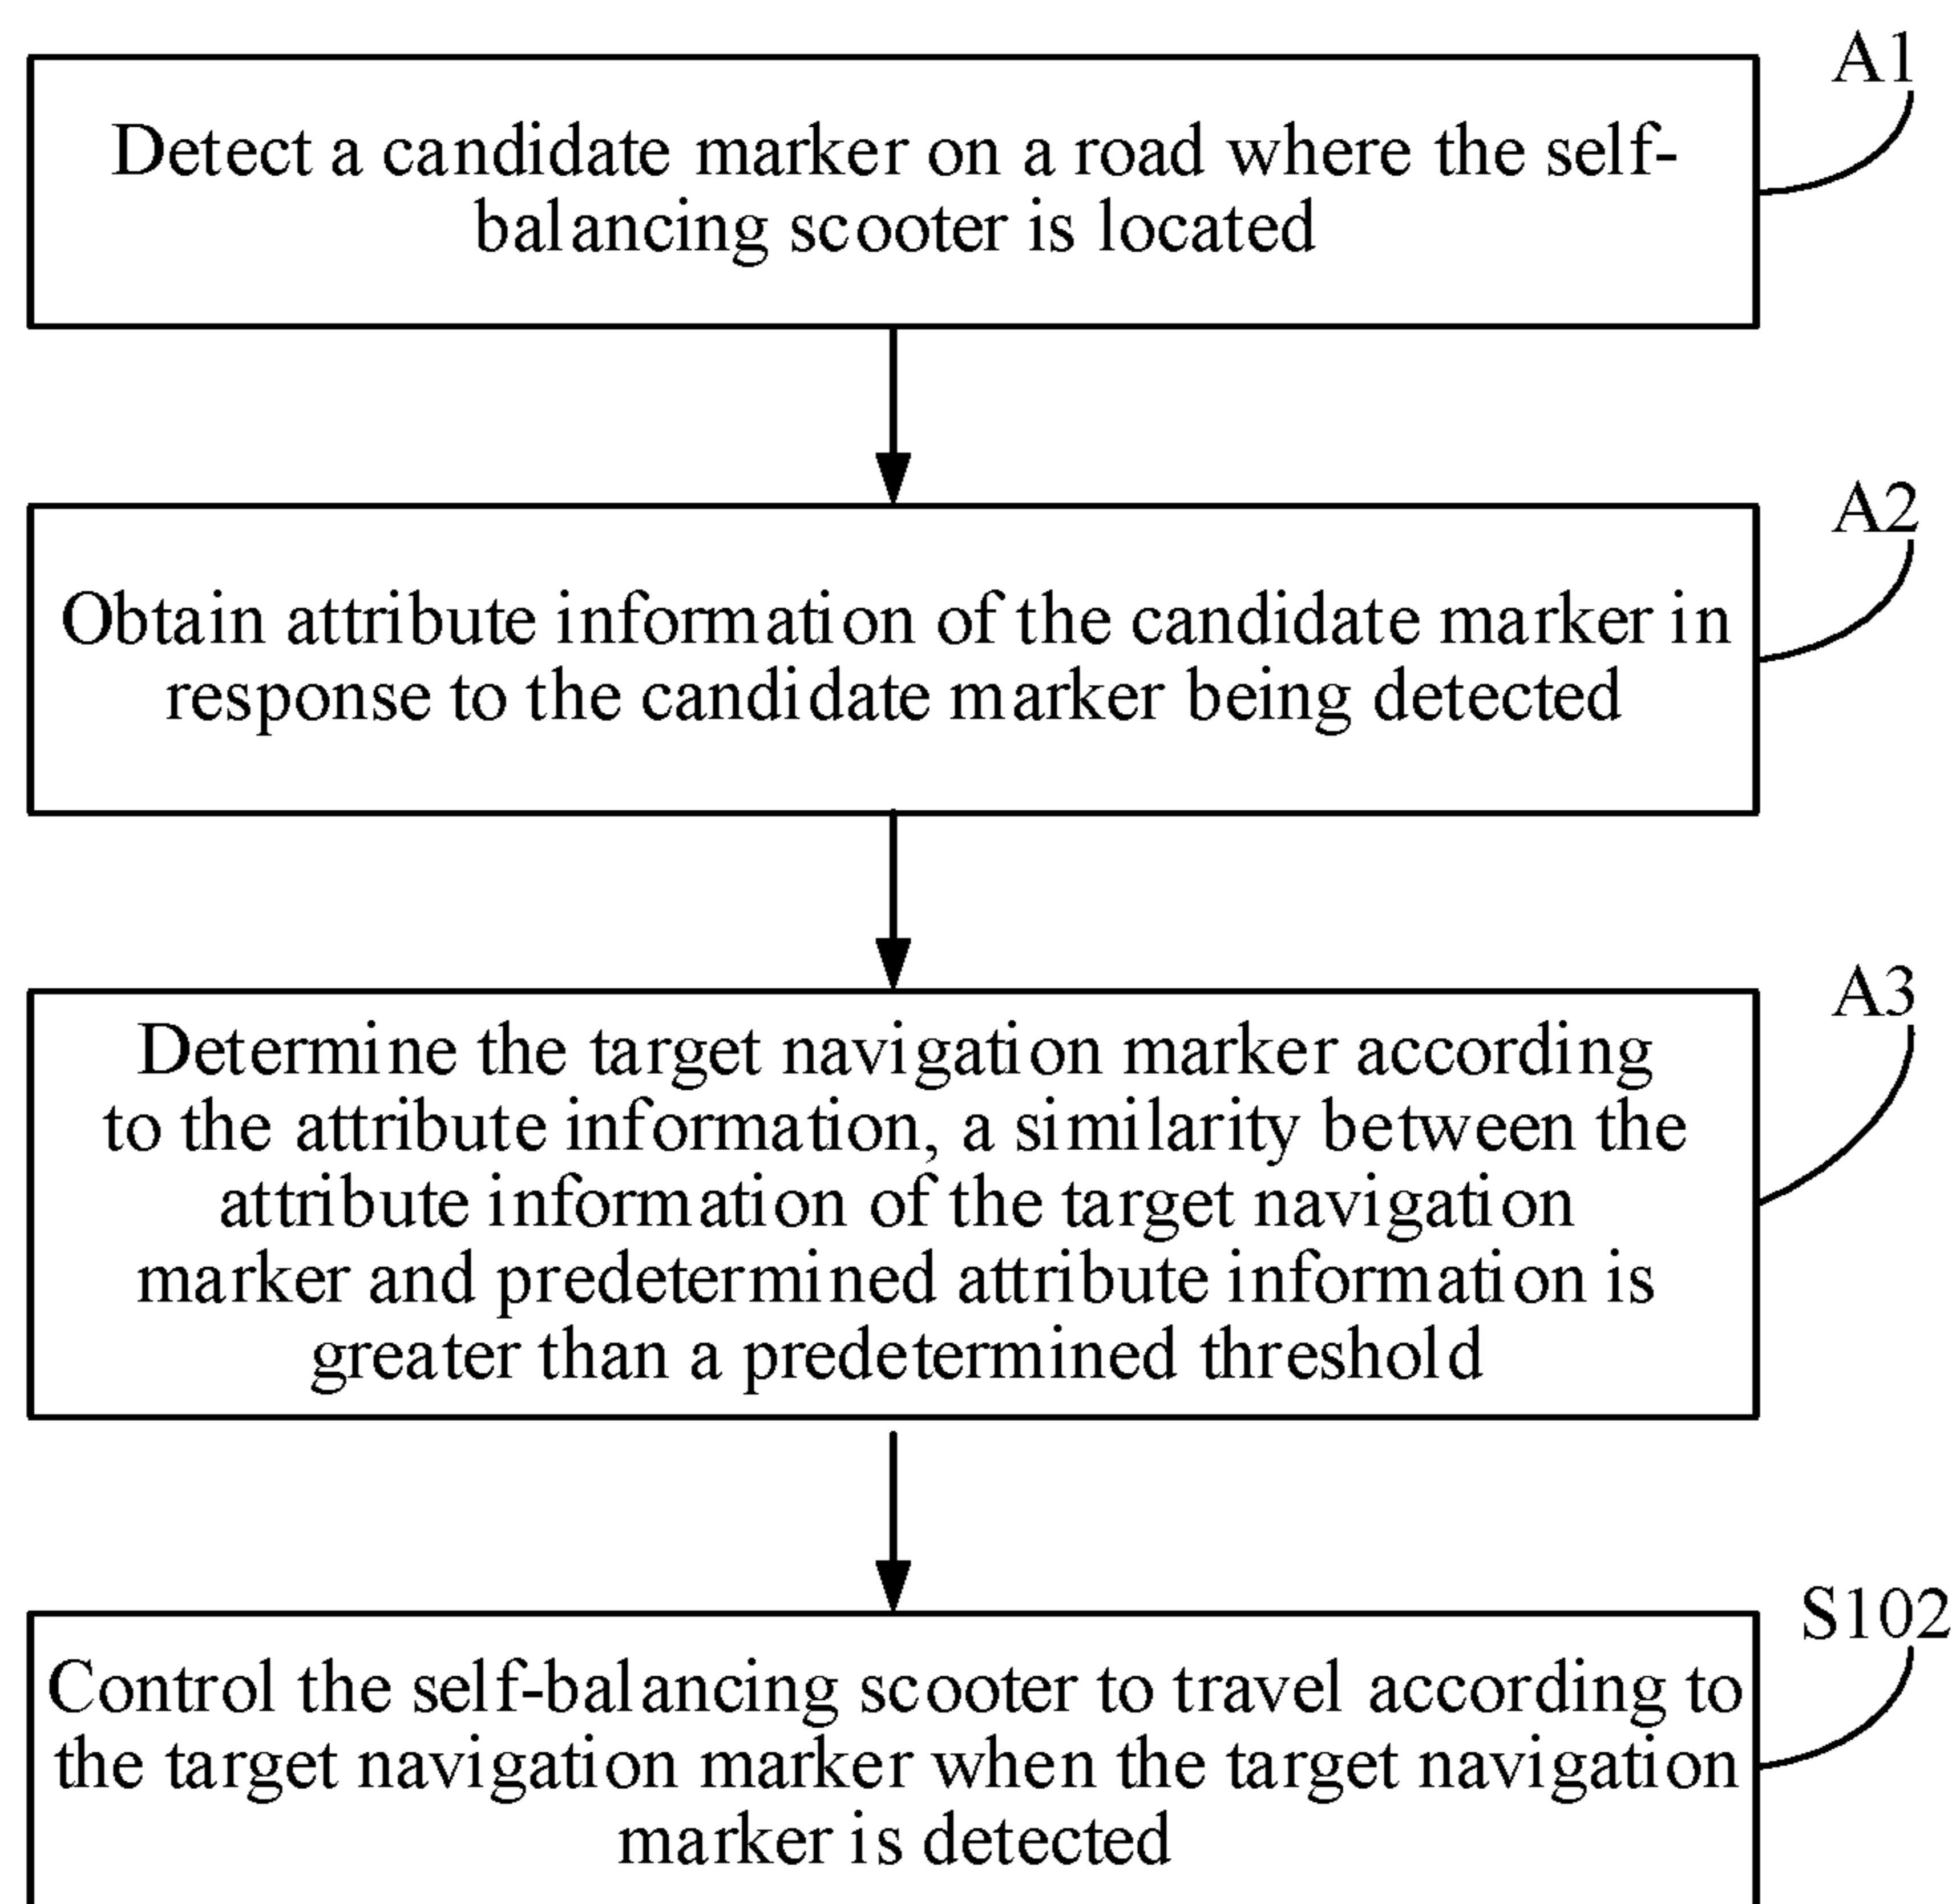 A1
Detect a candidate marker on a road where the self-
balancing scooter is located
A2
Obtain attribute information of the candidate marker in
response to the candidate marker being detected
A3
Determine the target navigation marker according
to the attribute information, a similarity between the
attribute information of the target navigation
marker and predetermined attribute information is
greater than a predetermined threshold
S102
Control the self-balancing scooter to travel according to
the target navigation marker when the target navigation
marker is detected